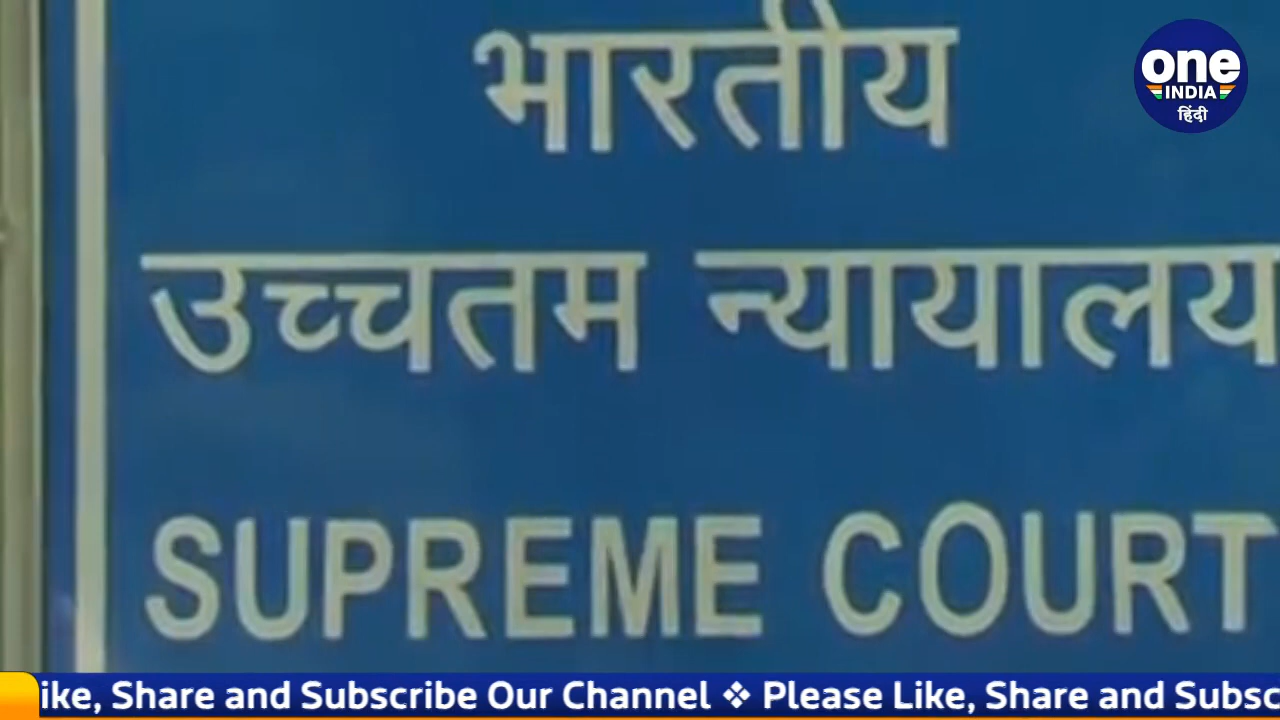 भारतीय
one
INDIA
हिंदी
उच्चतम न्यायालय
SUPREME COURT
ike, Share and Subscribe Our Channel ❖ Please Like, Share and Subsc